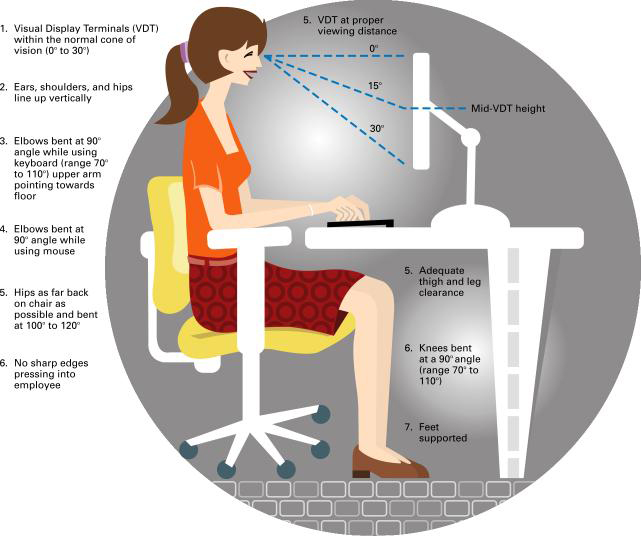 1. Visual Display Terminals (VDT)
within the normal cone of
vision (0° to 30°)
2. Ears, shoulders, and hips
line up vertically
3. Elbows bent at 90°
angle while using
keyboard (range 70°
to 110°) upper arm
pointing towards
floor
4. Elbows bent at
90° angle while
using mouse
5. Hips as far back
on chair as
possible and bent
at 100° to 120°
6. No sharp edges
pressing into
employee
5. VDT at proper
viewing distance
0°
15°
Mid-VDT height
30°
5. Adequate
thigh and leg
clearance
6. Knees bent
at a 90° angle
(range 70° to
110°)
7. Feet
supported